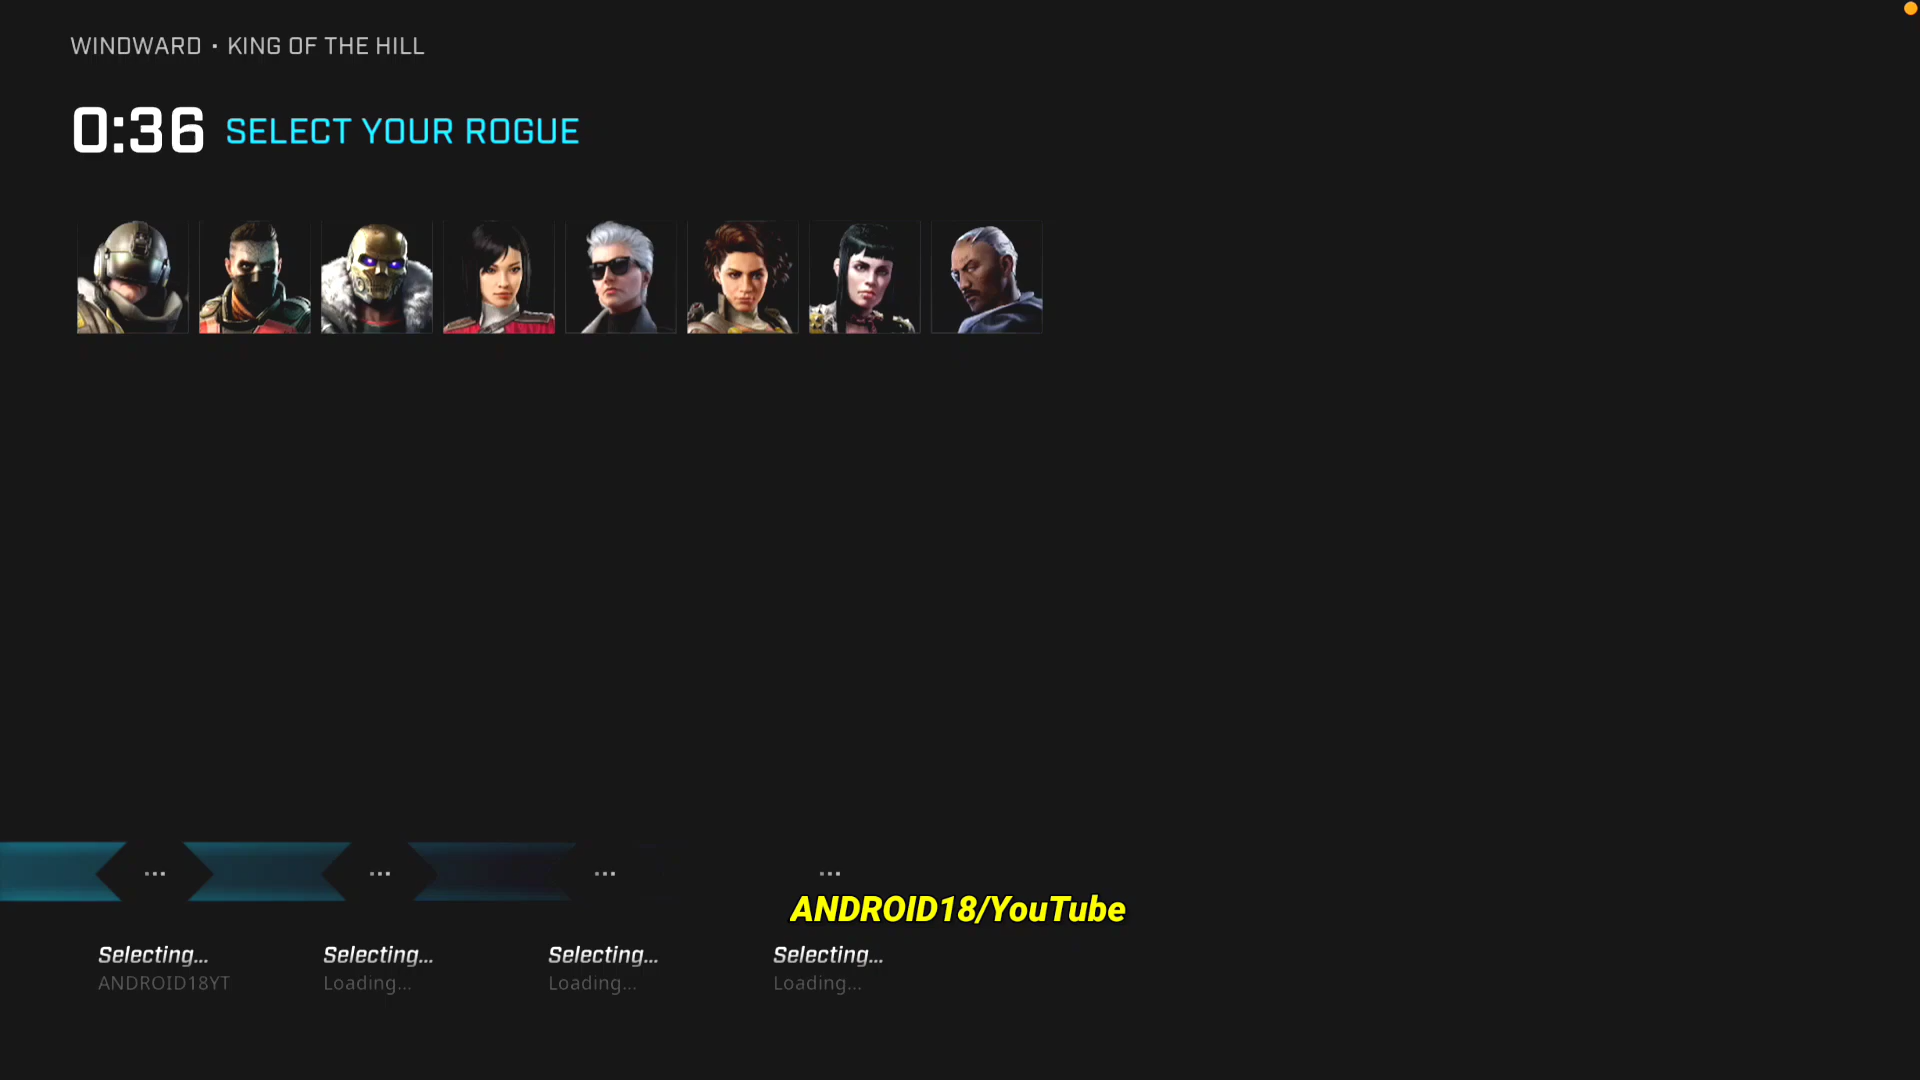 WINDWARD · KING OF THE HILL
0:36 SELECT YOUR ROGUE
...
...
...
...
ANDROID18/YouTube
Selecting...
Selecting...
Selecting...
Selecting...
ANDROID18YT
Loading...
Loading...
Loading...